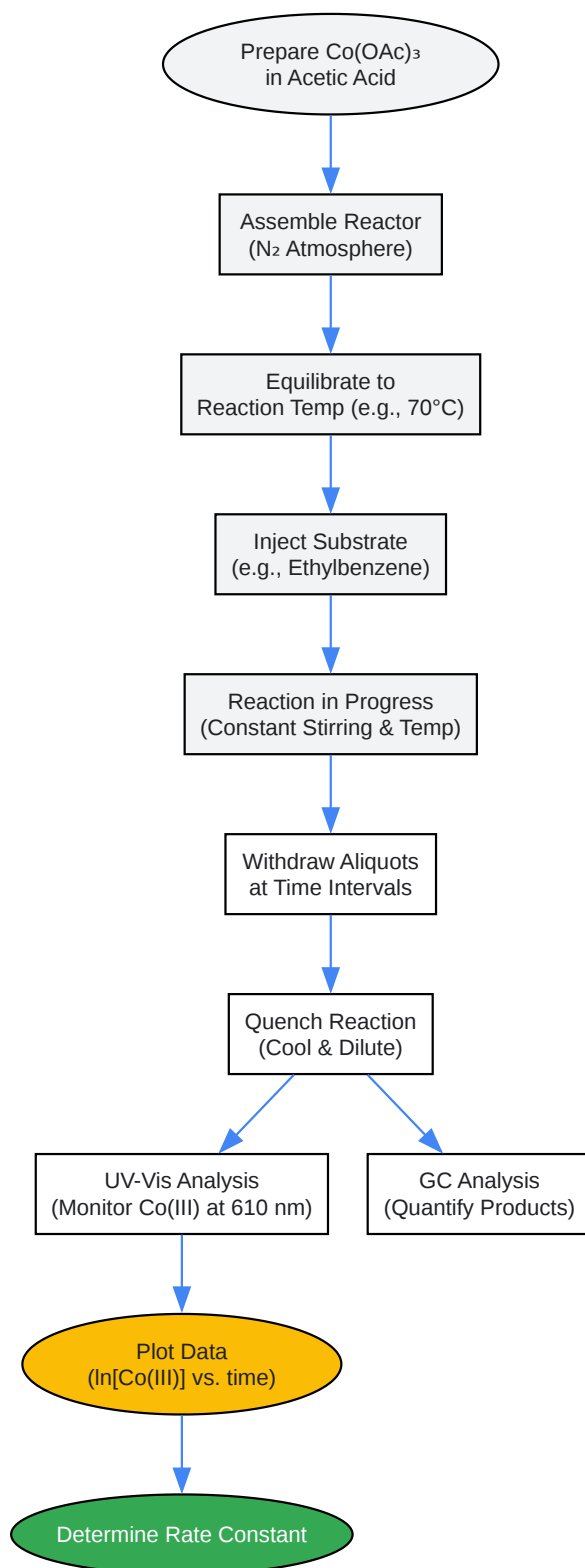 Prepare Co(OAc)₃
in Acetic Acid
Assemble Reactor
(N₂ Atmosphere)
Equilibrate to
Reaction Temp (e.g., 70°C)
Inject Substrate
(e.g., Ethylbenzene)
Reaction in Progress
(Constant Stirring & Temp)
Withdraw Aliquots
at Time Intervals
Quench Reaction
(Cool & Dilute)
UV-Vis Analysis
(Monitor Co(III) at 610 nm)
GC Analysis
(Quantify Products)
Plot Data
(ln[Co(III)] vs. time)
Determine Rate Constant